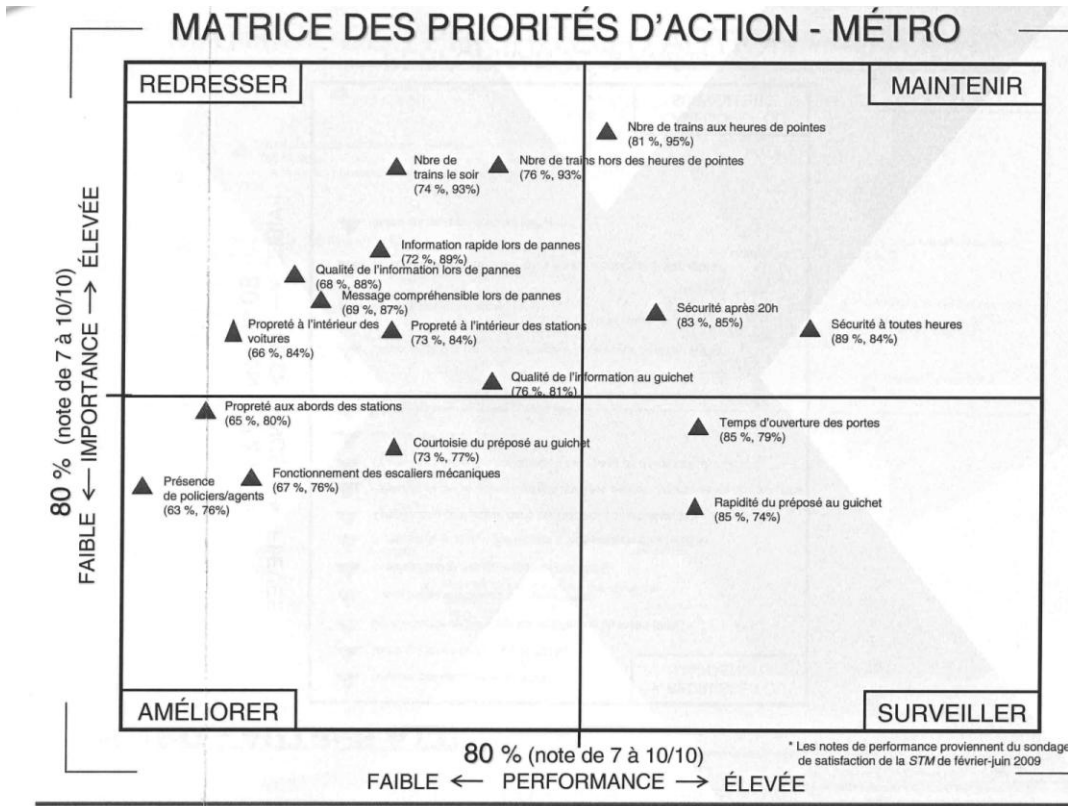 MATRICE DES PRIORITÉS D'ACTION - MÉTRO
REDRESSER
MAINTENIR
Nbre de trains aux heures de pointes
(81 %, 95%)
Nbre de
trains le soir
(74 %, 93%)
Nbre de trains hors des heures de pointes
(76 %, 93%
Information rapide lors de pannes
(72 %, 89%)
Qualité de l'information lors de pannes
(68 %, 88%)
Message compréhensible lors de pannes
(69 %, 87%)
Propreté à l'intérieur des
voitures
(66 %, 84%)
Propreté à l'intérieur des stations
(73 %, 84%)
Sécurité après 20h
(83 %, 85%)
Sécurité à toutes heures
(89 %, 84%)
Qualité de l'information au guichet
(76 %, 81%)
Propreté aux abords des stations
(65 %, 80%)
Temps d'ouverture des portes
(85 %, 79%)
Courtoisie du préposé au guichet
(73 %, 77%)
Fonctionnement des escaliers mécaniques
(67 %, 76%)
Présence
de policiers/agents
(63 %, 76%)
Rapidité du préposé au guichet
(85 %, 74%)
80 % (note de 7 à 10/10)
FAIBLE ← IMPORTANCE → ÉLEVÉE
AMÉLIORER
SURVEILLER
80 % (note de 7 à 10/10)
FAIBLE ← PERFORMANCE → ÉLEVÉE
* Les notes de performance proviennent du sondage
de satisfaction de la STM de février-juin 2009